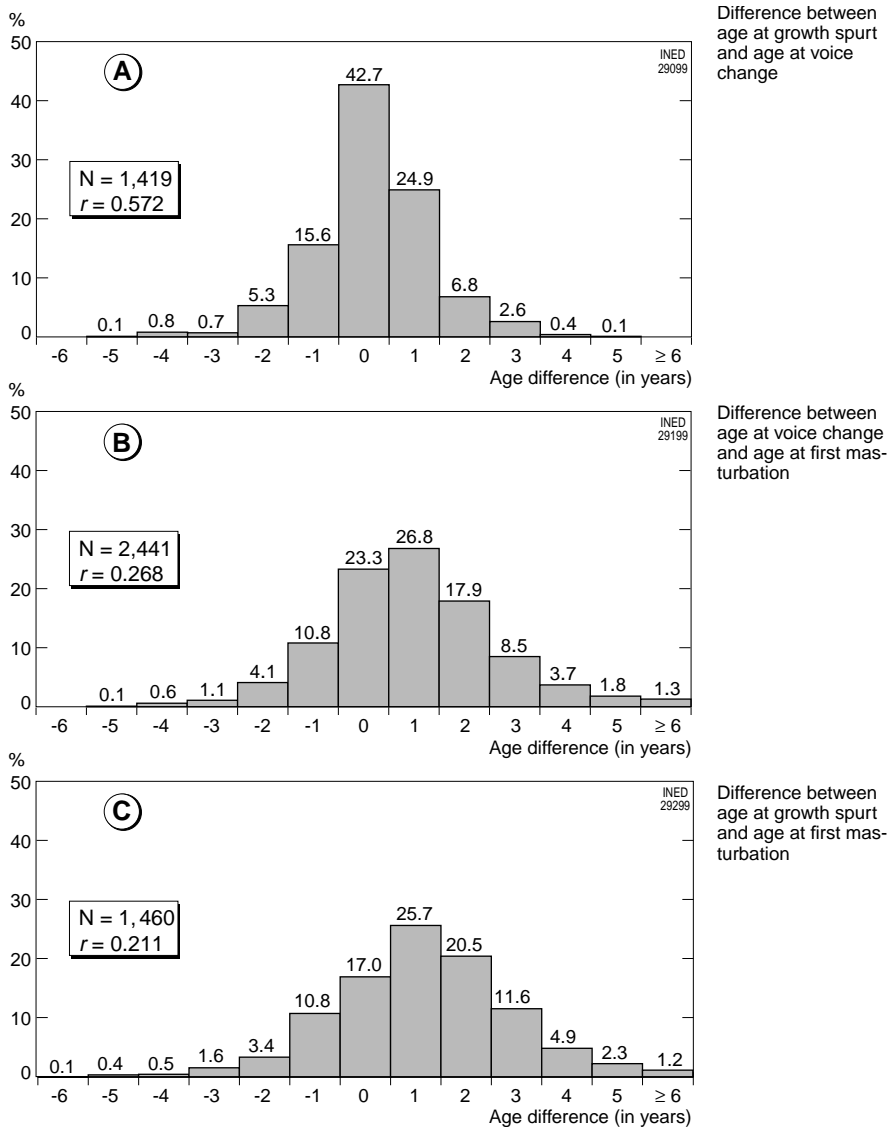 %
50
40
30
20
10
0
A
INED
29099
N = 1,419
r = 0.572
0.1 0.8 0.7 5.3 15.6 42.7 24.9 6.8 2.6 0.4 0.1
-6 -5 -4 -3 -2 -1 0 1 2 3 4 5 ≥ 6
Age difference (in years)
Difference between
age at growth spurt
and age at voice
change
%
50
40
30
20
10
0
B
INED
29199
N = 2,441
r = 0.268
0.1 0.6 1.1 4.1 10.8 23.3 26.8 17.9 8.5 3.7 1.8 1.3
-6 -5 -4 -3 -2 -1 0 1 2 3 4 5 ≥ 6
Age difference (in years)
Difference between
age at voice change
and age at first mas-
turbation
%
50
40
30
20
10
0
C
INED
29299
N = 1,460
r = 0.211
0.1 0.4 0.5 1.6 3.4 10.8 17.0 25.7 20.5 11.6 4.9 2.3 1.2
-6 -5 -4 -3 -2 -1 0 1 2 3 4 5 ≥ 6
Age difference (in years)
Difference between
age at growth spurt
and age at first mas-
turbation